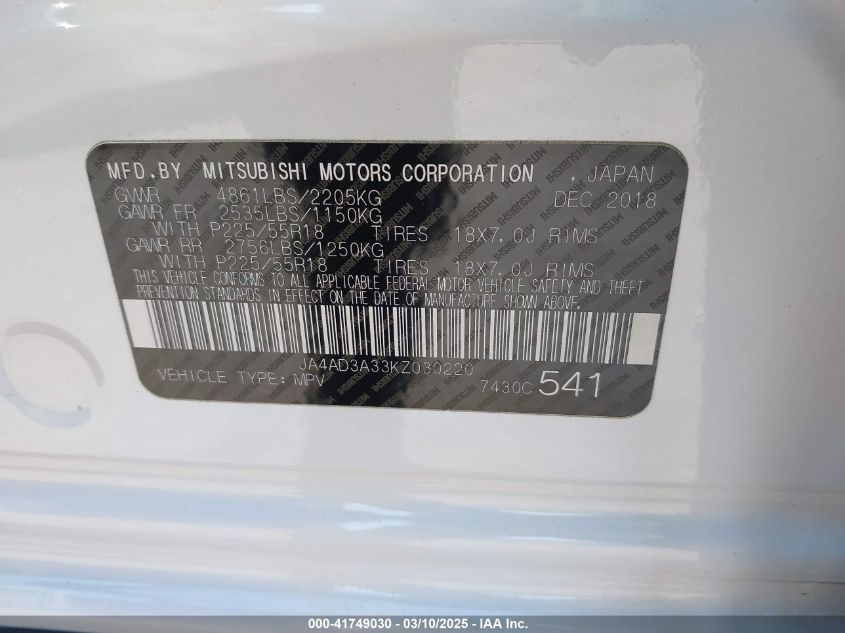 MFD.BY MITSUBISHI MOTORS CORPORATION , JAPAN
GVWR 4861LBS/2205KG DEC 2018
GAWR FR 2535LBS/1150KG
WITH P225/55R18 TIRES 18X7.0J RIMS
GAWR RR 2756LBS/1250KG
WITH P225/55R18 TIRES 18X7.0J RIMS
THIS VEHICLE CONFORMS TO ALL APPLICABLE FEDERAL MOTOR VEHICLE SAFETY AND THEFT
PREVENTION STANDARDS IN EFFECT ON THE DATE OF MANUFACTURE SHOWN ABOVE.
JA4AD3A33KZ030220
VEHICLE TYPE: MPV 7430C 541
000-41749030 - 03/10/2025 - IAA Inc.